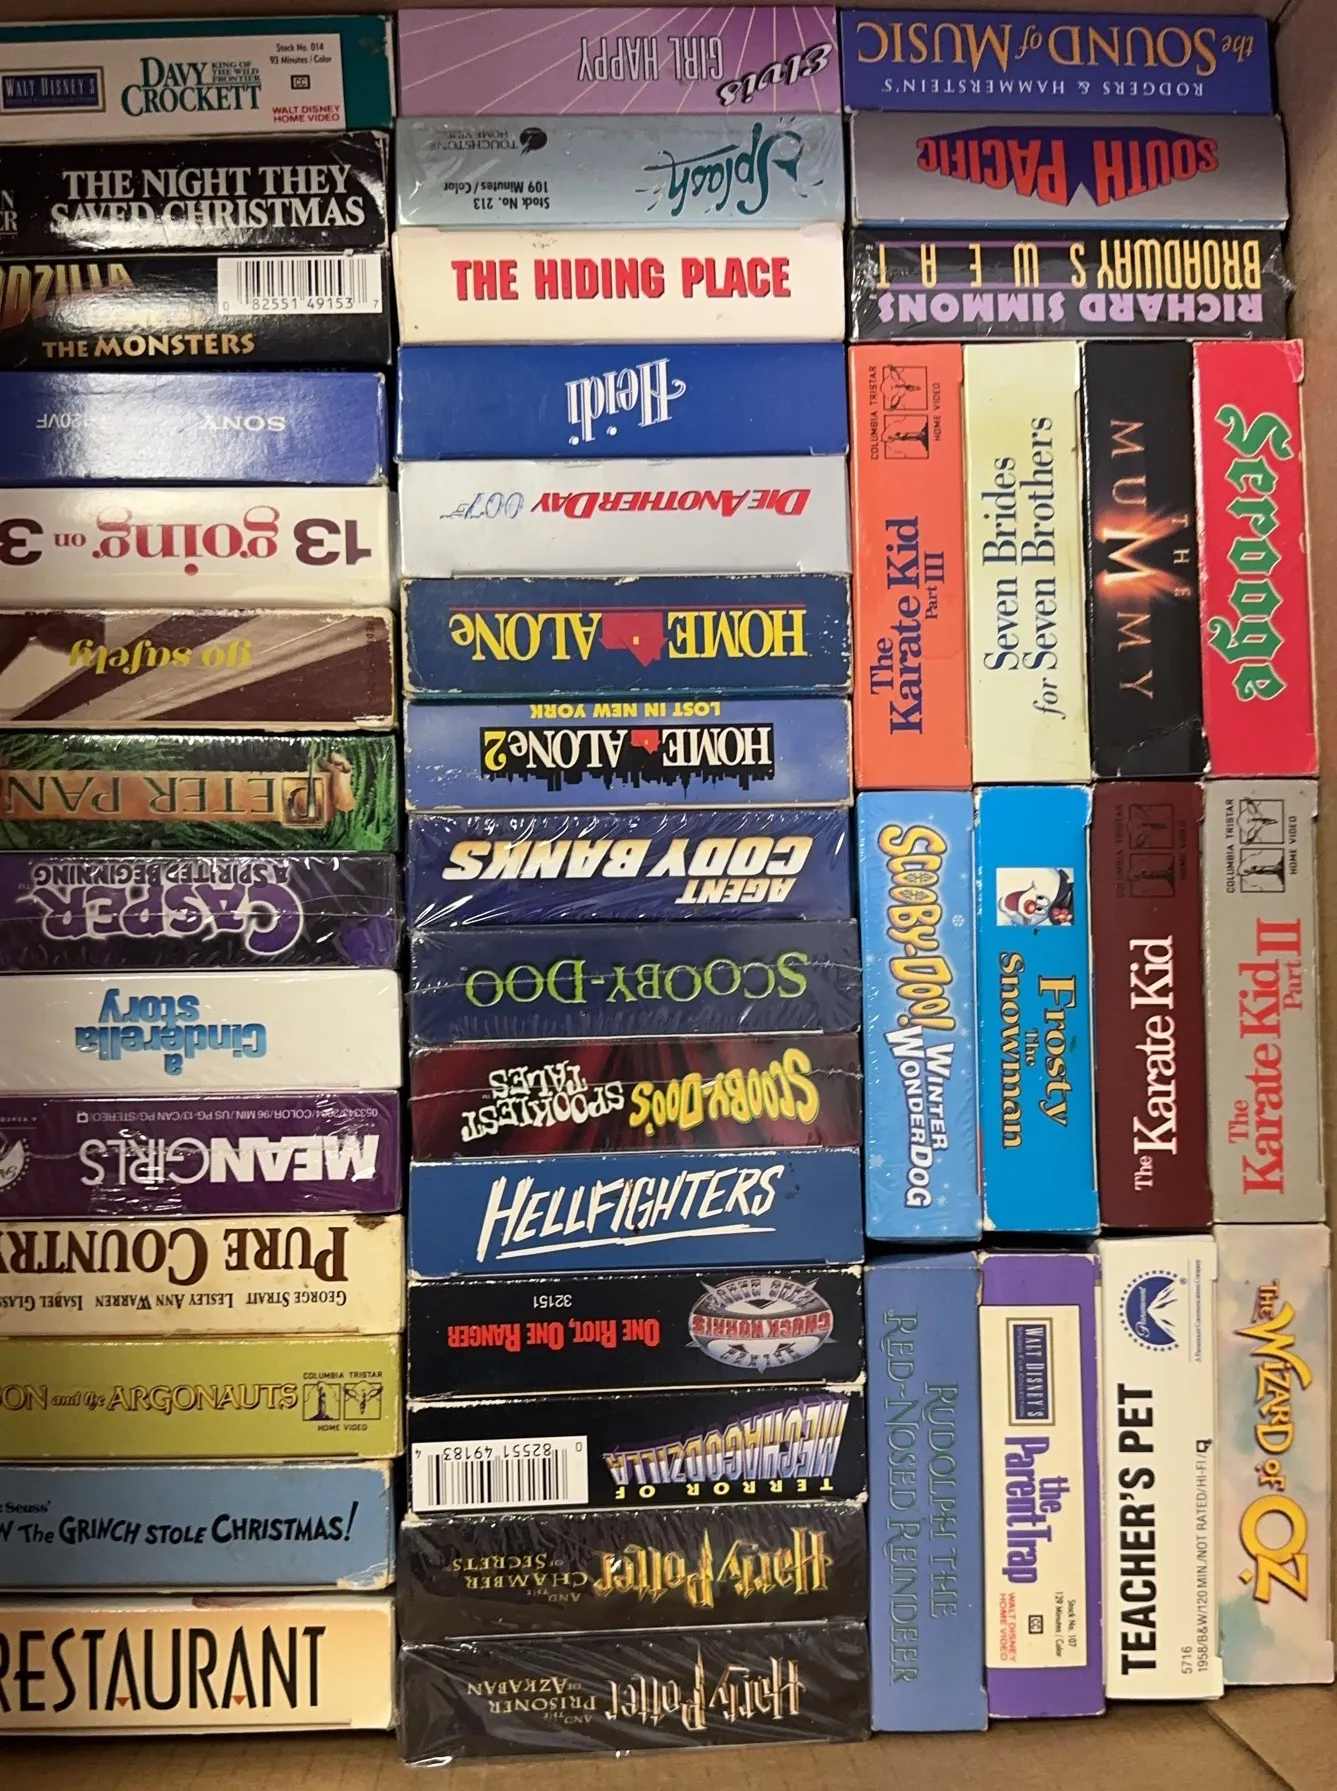 Stock No. 014
93 Minutes / Color
WALT DISNEY'S
DAVY
CROCKETT
KING OF
THE WILD
FRONTIER
CC
WALT DISNEY
HOME VIDEO
THE NIGHT THEY
SAVED CHRISTMAS
0 82551 49153 7
THE MONSTERS
SONY
13 going on 3
go safely
PETER PAN
CASPER
A SPIRITED BEGINNING
a
Cinderella
story
MEAN GIRLS
PURE COUNTRY
GEORGE STRAIT LESLEY ANN WARREN ISABEL GLAS
ON and the ARGONAUTS
COLUMBIA TRISTAR
HOME VIDEO
Seuss'
THE GRINCH STOLE CHRISTMAS!
RESTAURANT
Elvis
GIRL HAPPY
Splash
TOUCHSTONE
HOME VIDEO
Stock No. 213
109 Minutes / Color
THE HIDING PLACE
Heidi
DIE ANOTHER DAY 007
HOME ALONe
HOME ALONe 2
LOST IN NEW YORK
AGENT
CODY BANKS
SCOOBY-DOO
SCOOBY-DOO'S
SPOOKIEST
TALES
HELLFIGHTERS
CHUCK NORRIS
ONE RIOT, ONE RANGER
32151
TERROR OF
MECHAGODZILLA
0 82551 49183 4
Harry Potter
AND THE
CHAMBER
OF SECRETS
Harry Potter
AND THE
PRISONER
OF AZKABAN
RODGERS & HAMMERSTEIN'S
the SOUND of MUSIC
SOUTH PACIFIC
RICHARD SIMMONS
BROADWAY SWEAT
The
Karate Kid
Part III
COLUMBIA TRISTAR
HOME VIDEO
Seven Brides
for Seven Brothers
THE
MUMMY
Scrooge
SCOOBY-DOO!
WINTER
WONDERDOG
Frosty
The
Snowman
The Karate Kid
COLUMBIA TRISTAR
HOME VIDEO
The
Karate Kid
Part II
COLUMBIA TRISTAR
HOME VIDEO
RUDOLPH THE
RED-NOSED REINDEER
WALT DISNEY'S
the
Parent Trap
WALT DISNEY
HOME VIDEO
CC
Stock No. 107
129 Minutes / Color
Paramount
TEACHER'S PET
5716
1958/B&W/120 MIN./NOT RATED/HI-FI/
THE
WIZARD OF
OZ